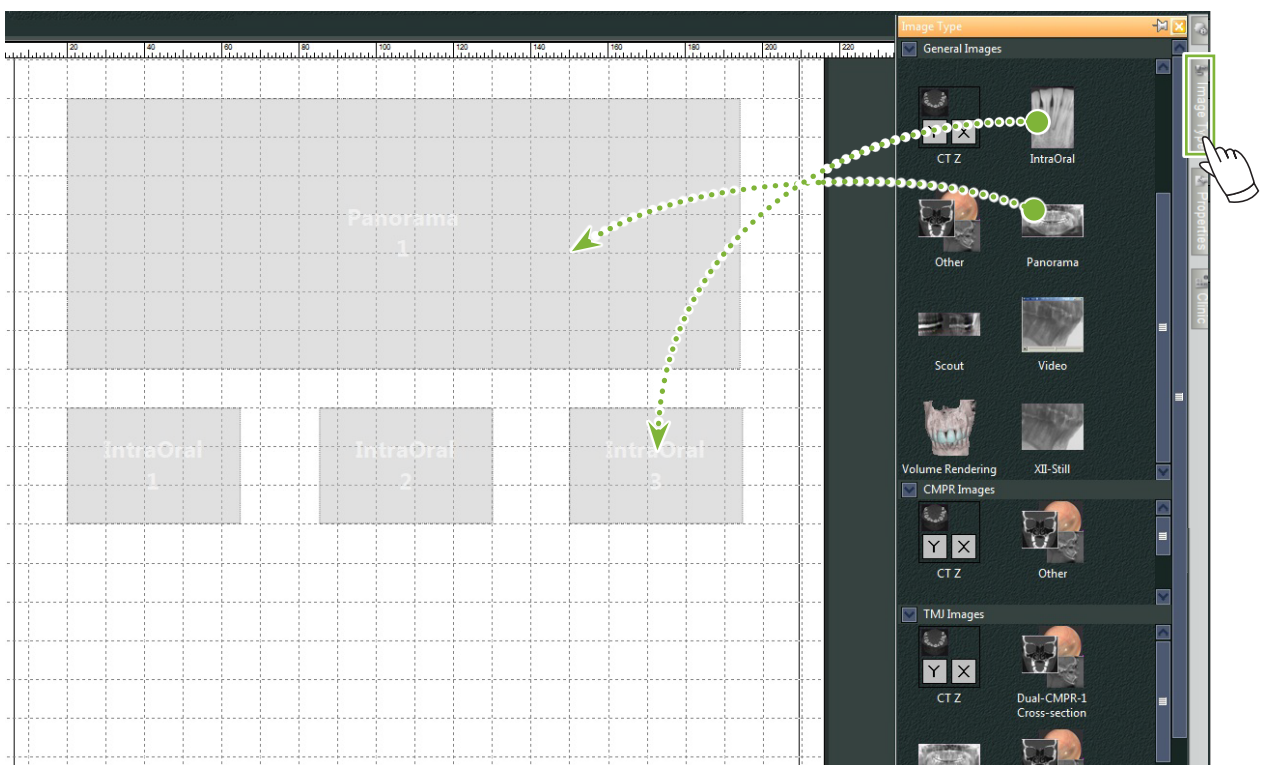 Image Type
General Images
20 40 60 80 100 120 140 160 180 200 220
Image Type
Y X
CT Z
IntraOral
Properties
Panorama
1
Other
Panorama
Clinic
Scout
Video
IntraOral
1
IntraOral
2
IntraOral
3
Volume Rendering
XII-Still
CMPR Images
Y X
CT Z
Other
TMJ Images
Y X
CT Z
Dual-CMPR-1
Cross-section